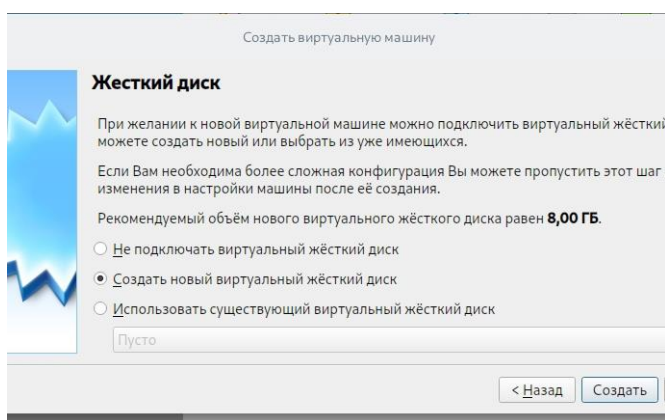 Создать виртуальную машину
Жесткий диск
При желании к новой виртуальной машине можно подключить виртуальный жёсткий
можете создать новый или выбрать из уже имеющихся.
Если Вам необходима более сложная конфигурация Вы можете пропустить этот шаг
изменения в настройки машины после её создания.
Рекомендуемый объём нового виртуального жёсткого диска равен 8,00 ГБ.
Не подключать виртуальный жёсткий диск
Создать новый виртуальный жёсткий диск
Использовать существующий виртуальный жёсткий диск
Пусто
< Назад Создать